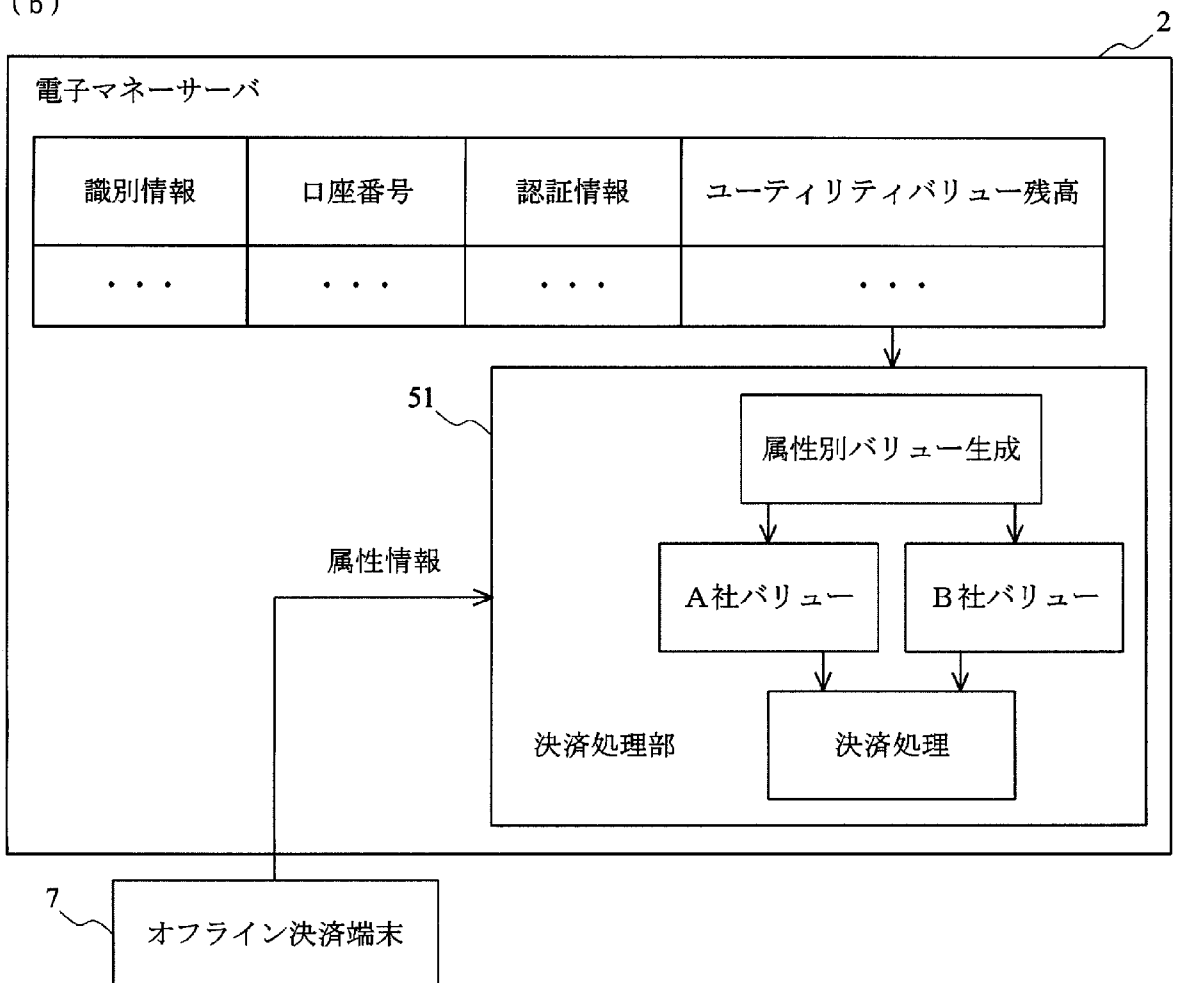 (b)
2
電子マネーサーバ
識別情報 口座番号 認証情報 ユーティリティバリュー残高
・・・ ・・・ ・・・ ・・・
51
属性別バリュー生成
属性情報
A社バリュー B社バリュー
決済処理部 決済処理
7
オフライン決済端末